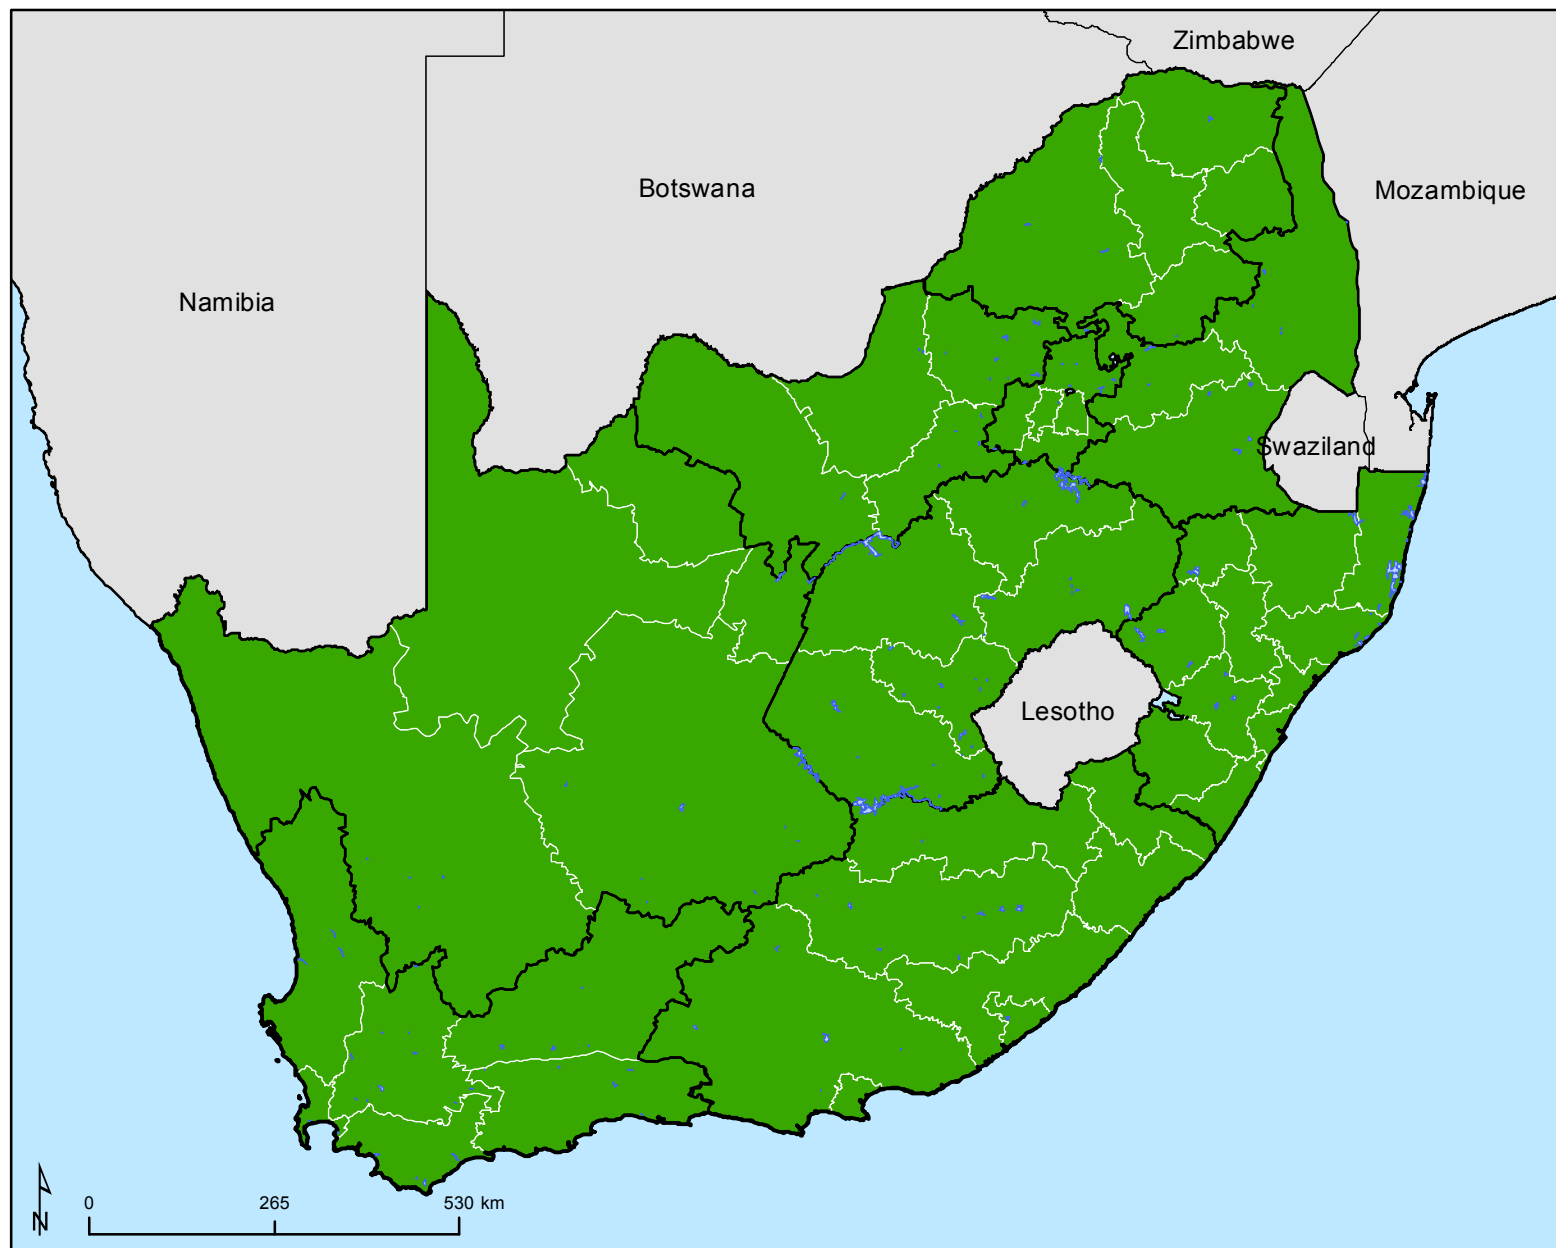 Zimbabwe
Botswana
Mozambique
Namibia
Swaziland
Lesotho
N
0 265 530 km